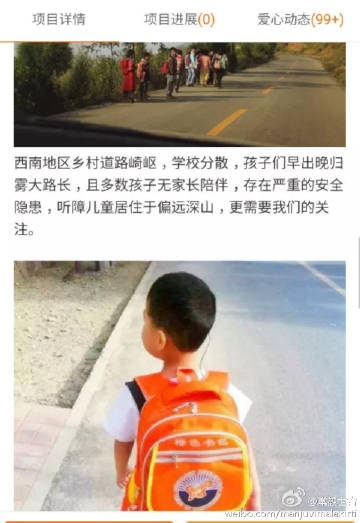 项目详情 项目进展(0) 爱心动态(99+)
西南地区乡村道路崎岖，学校分散，孩子们早出晚归
雾大路长，且多数孩子无家长陪伴，存在严重的安全
隐患，听障儿童居住于偏远深山，更需要我们的关
注。
weibo.com/manjuvimalakirti